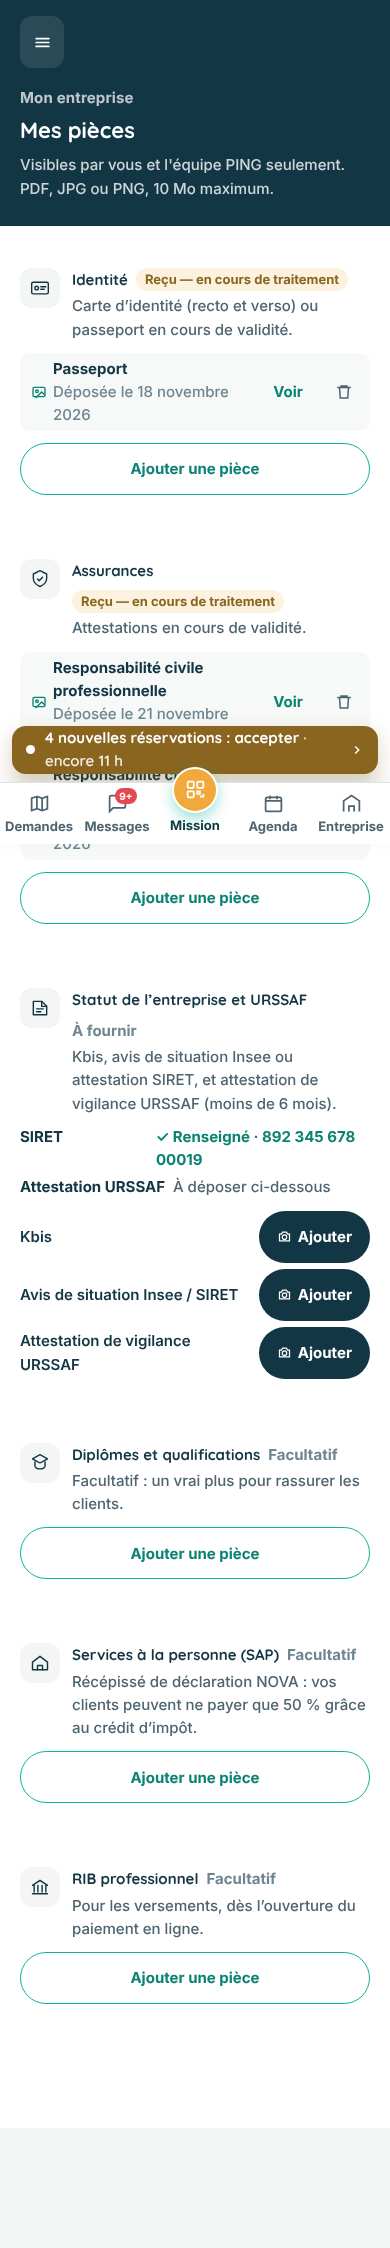 Mon entreprise
Mes pièces
Visibles par vous et l'équipe PING seulement.
PDF, JPG ou PNG, 10 Mo maximum.
Identité Reçu — en cours de traitement
Carte d’identité (recto et verso) ou
passeport en cours de validité.
Passeport
Déposée le 18 novembre
2026
Voir
Ajouter une pièce
Assurances
Reçu — en cours de traitement
Attestations en cours de validité.
Responsabilité civile
professionnelle
Déposée le 21 novembre
Voir
4 nouvelles réservations : accepter ·
encore 11 h
Responsabilité
9+
Demandes Messages Mission Agenda Entreprise
2026
Ajouter une pièce
Statut de l’entreprise et URSSAF
À fournir
Kbis, avis de situation Insee ou
attestation SIRET, et attestation de
vigilance URSSAF (moins de 6 mois).
SIRET ✓ Renseigné · 892 345 678
00019
Attestation URSSAF À déposer ci-dessous
Kbis Ajouter
Avis de situation Insee / SIRET Ajouter
Attestation de vigilance
URSSAF
Ajouter
Diplômes et qualifications Facultatif
Facultatif : un vrai plus pour rassurer les
clients.
Ajouter une pièce
Services à la personne (SAP) Facultatif
Récépissé de déclaration NOVA : vos
clients peuvent ne payer que 50 % grâce
au crédit d’impôt.
Ajouter une pièce
RIB professionnel Facultatif
Pour les versements, dès l’ouverture du
paiement en ligne.
Ajouter une pièce